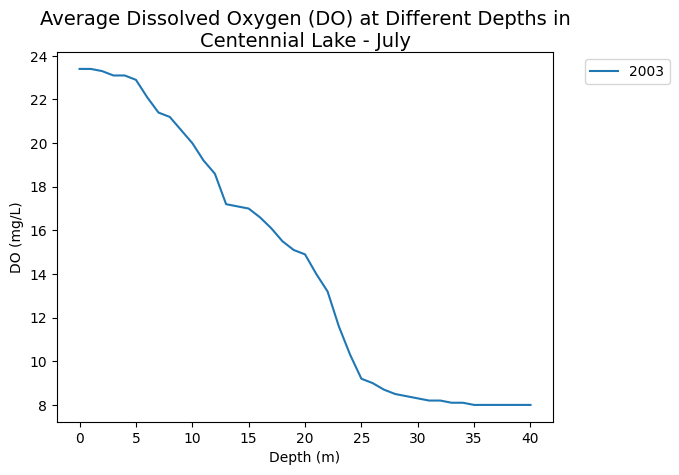 Average Dissolved Oxygen (DO) at Different Depths in
Centennial Lake - July
2003
24
22
20
18
16
14
12
10
8
DO (mg/L)
0 5 10 15 20 25 30 35 40
Depth (m)